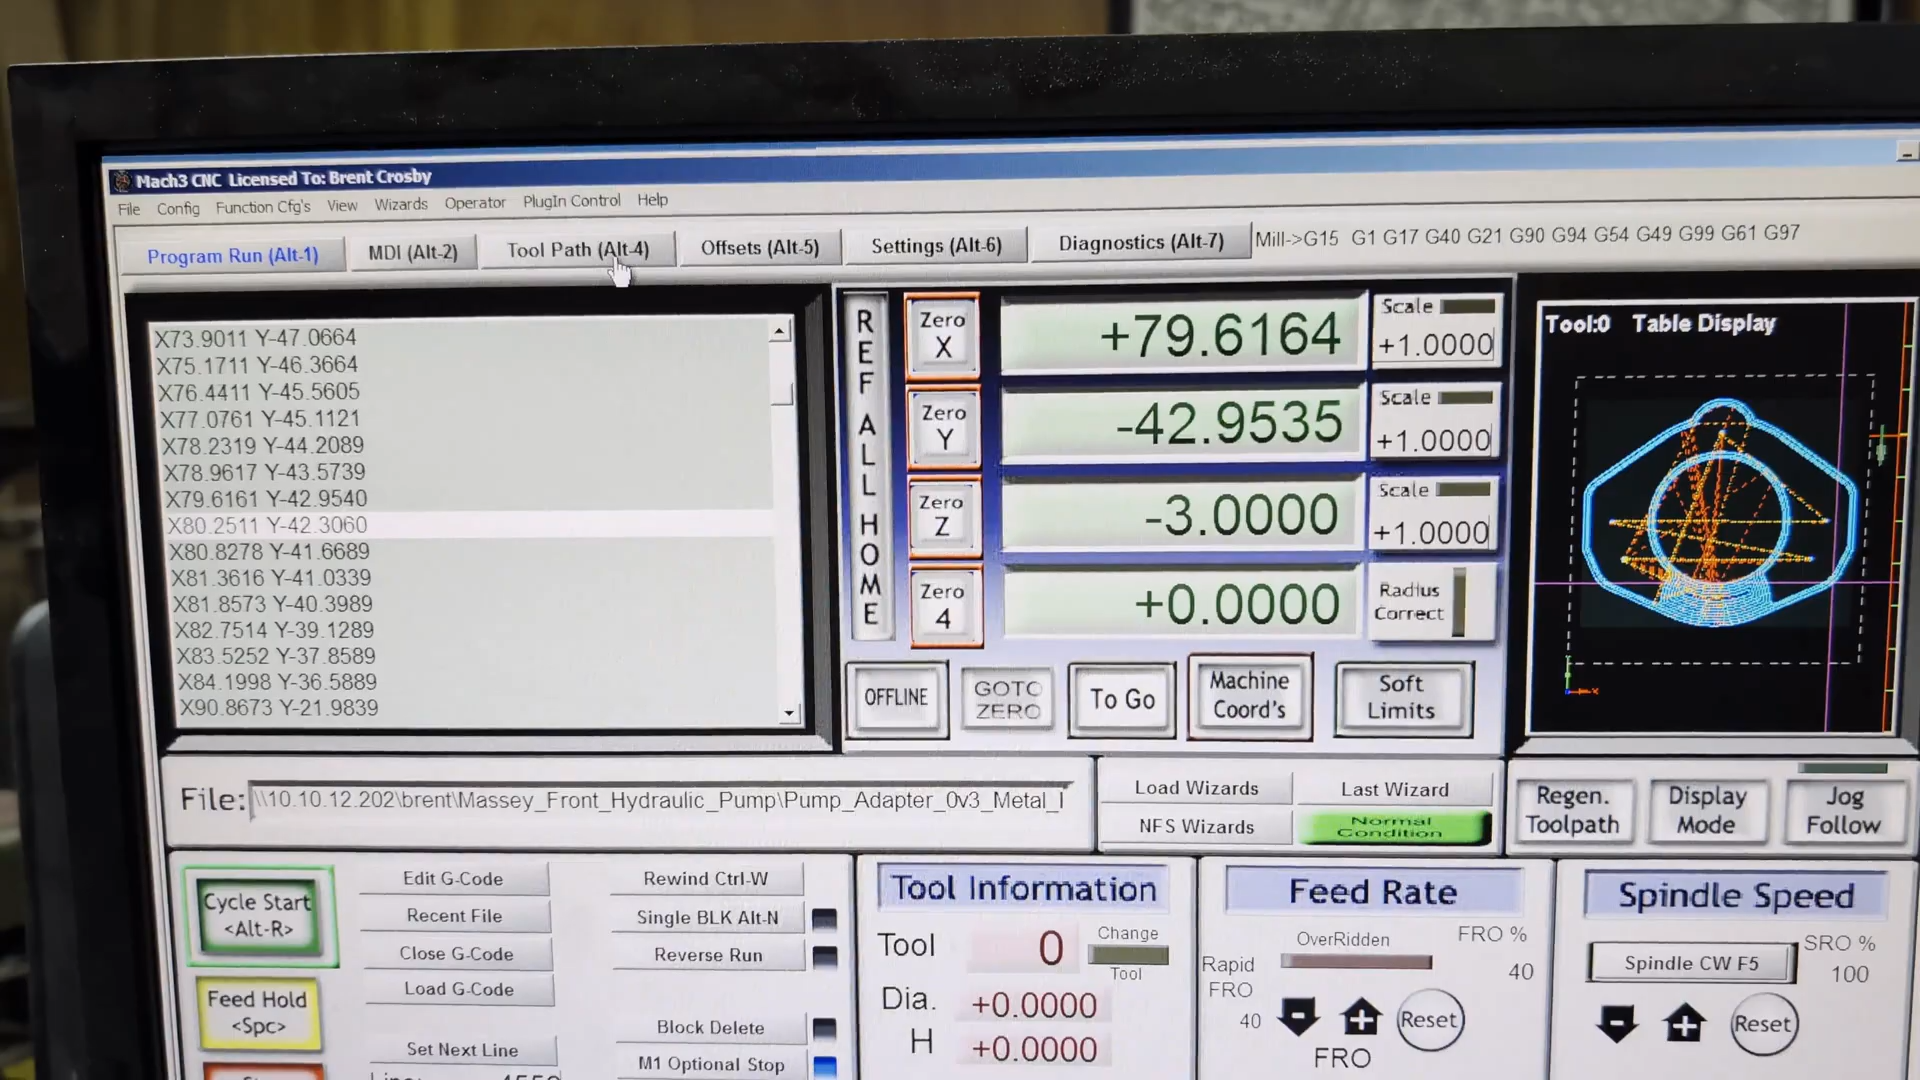 Mach3 CNC Licensed To: Brent Crosby
File Config Function Cfg's View Wizards Operator PlugIn Control Help
Program Run (Alt-1) MDI (Alt-2) Tool Path (Alt-4) Offsets (Alt-5) Settings (Alt-6) Diagnostics (Alt-7) Mill->G15 G1 G17 G40 G21 G90 G94 G54 G49 G99 G61 G97
X73.9011 Y-47.0664
X75.1711 Y-46.3664
X76.4411 Y-45.5605
X77.0761 Y-45.1121
X78.2319 Y-44.2089
X78.9617 Y-43.5739
X79.6161 Y-42.9540
X80.2511 Y-42.3060
X80.8278 Y-41.6689
X81.3616 Y-41.0339
X81.8573 Y-40.3989
X82.7514 Y-39.1289
X83.5252 Y-37.8589
X84.1998 Y-36.5889
X90.8673 Y-21.9839
REF ALL HOME
Zero X +79.6164 Scale +1.0000
Zero Y -42.9535 Scale +1.0000
Zero Z -3.0000 Scale +1.0000
Zero 4 +0.0000 Radius Correct
OFFLINE GOTO ZERO To Go Machine Coord's Soft Limits
Tool:0 Table Display
File: \\10.10.12.202\brent\Massey_Front_Hydraulic_Pump\Pump_Adapter_0v3_Metal_
Load Wizards Last Wizard
NFS Wizards Normal Condition
Regen. Toolpath Display Mode Jog Follow
Cycle Start <Alt-R>
Feed Hold <Spc>
Edit G-Code
Recent File
Close G-Code
Load G-Code
Set Next Line
Rewind Ctrl-W
Single BLK Alt-N
Reverse Run
Block Delete
M1 Optional Stop
Tool Information
Tool 0 Change Tool
Dia. +0.0000
H +0.0000
Feed Rate
OverRidden FRO %
40
Rapid FRO
40 - + Reset
FRO
Spindle Speed
Spindle CW F5 SRO %
100
- + Reset